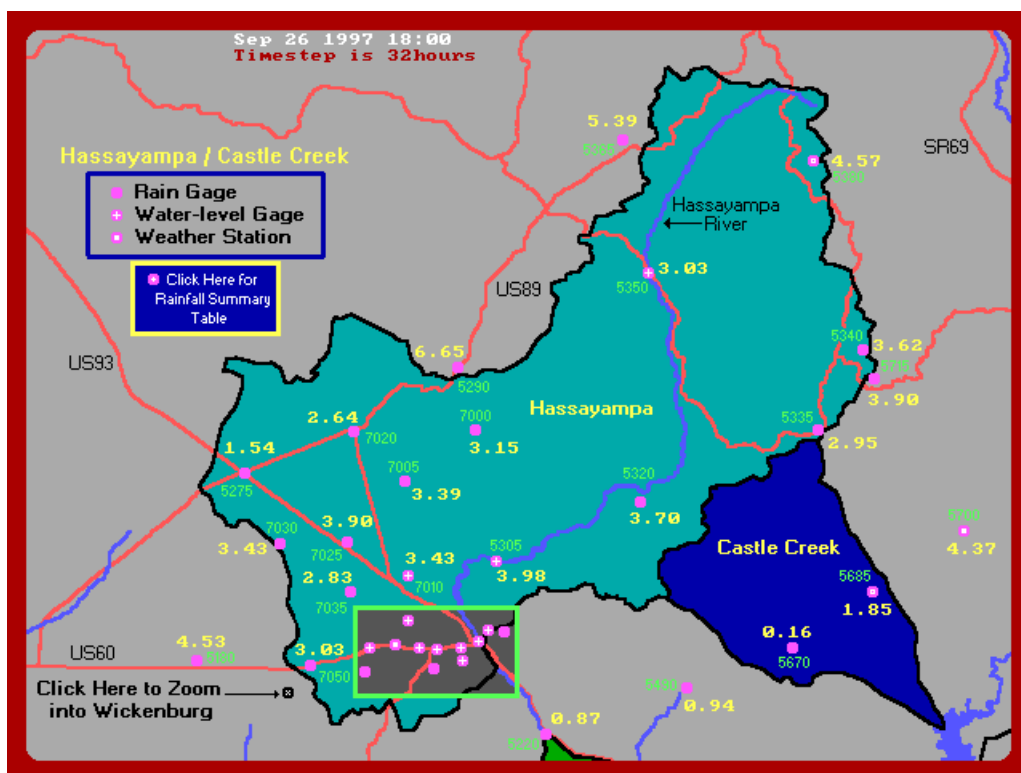 Sep 26 1997 18:00
Timestep is 32hours
5.39
5365
Hassayampa / Castle Creek
SR69
4.57
5380
Rain Gage
Water-level Gage
Weather Station
Hassayampa
River
Click Here for
Rainfall Summary
Table
3.03
5350
US89
5340
3.62
6.65
US93
5715
5290
3.90
2.64
Hassayampa
7000
5335
7020
3.15
2.95
1.54
7005
5320
5275
3.39
3.70
7030
3.90
5700
3.43
7025
3.43
5305
Castle Creek
4.37
2.83
7010
3.98
5685
7035
1.85
4.53
0.16
US60
5180
3.03
7050
5670
Click Here to Zoom
into Wickenburg
5490
0.94
0.87
5220